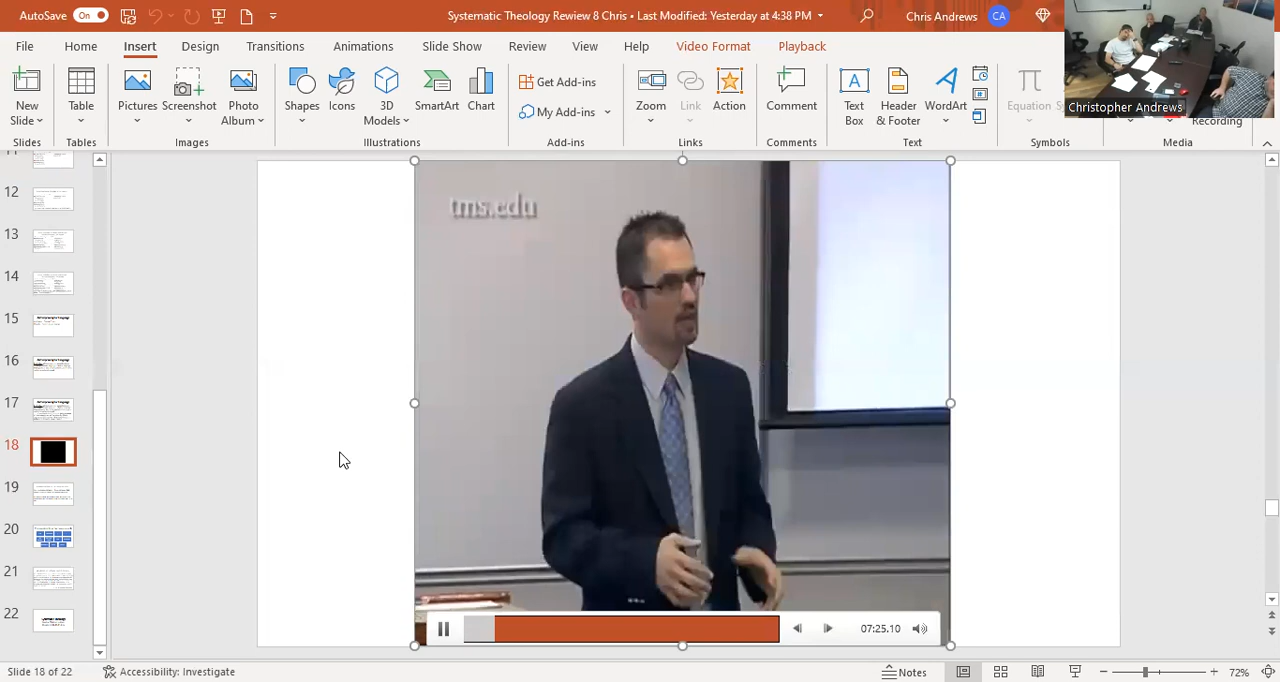 AutoSave On
Systematic Theology Rewiew 8 Chris • Last Modified: Yesterday at 4:38 PM
Chris Andrews
CA
File
Home
Insert
Design
Transitions
Animations
Slide Show
Review
View
Help
Video Format
Playback
New
Slide
Table
Pictures
Screenshot
Photo
Album
Shapes
Icons
3D
Models
SmartArt
Chart
Get Add-ins
My Add-ins
Zoom
Link
Action
Comment
Text
Box
Header
& Footer
WordArt
Equation
Recording
Slides
Tables
Images
Illustrations
Add-ins
Links
Comments
Text
Symbols
Media
Christopher Andrews
12
13
14
15
16
17
18
19
20
21
22
tms.edu
07:25.10
Slide 18 of 22
Accessibility: Investigate
Notes
72%